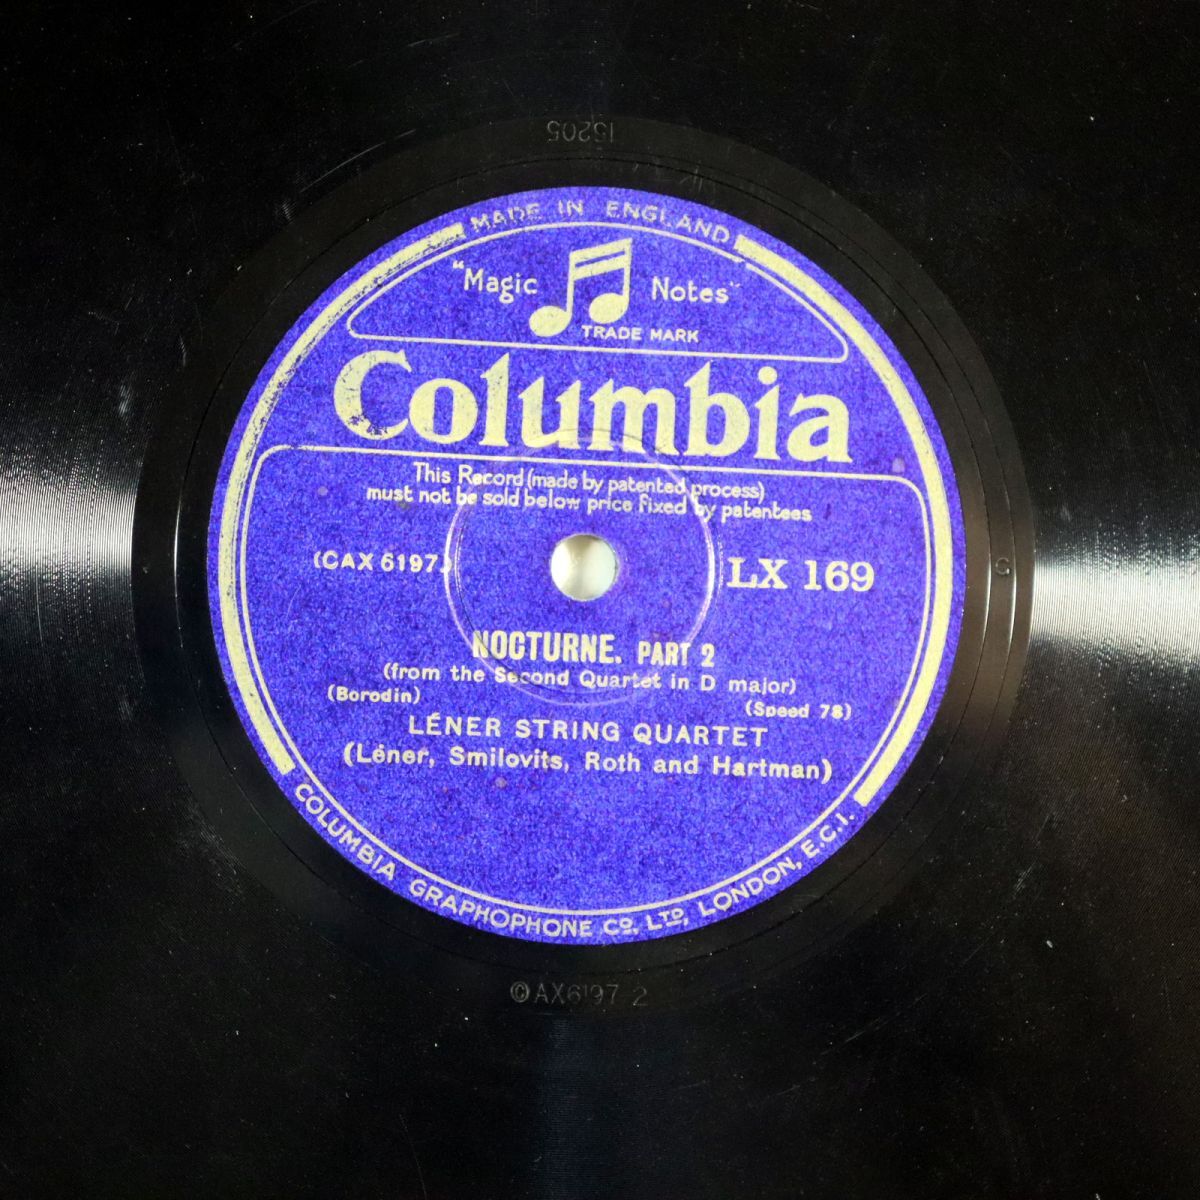 15205
MADE IN ENGLAND
"Magic Notes"
TRADE MARK
Columbia
This Record (made by patented process)
must not be sold below price fixed by patentees
(CAX 6197.) LX 169
NOCTURNE. PART 2
(from the Second Quartet in D major)
(Borodin) (Speed 78)
LÉNER STRING QUARTET
(Léner, Smilovits, Roth and Hartman)
COLUMBIA GRAPHOPHONE CO. LTD, LONDON, E.C.1.
©AX6197 2